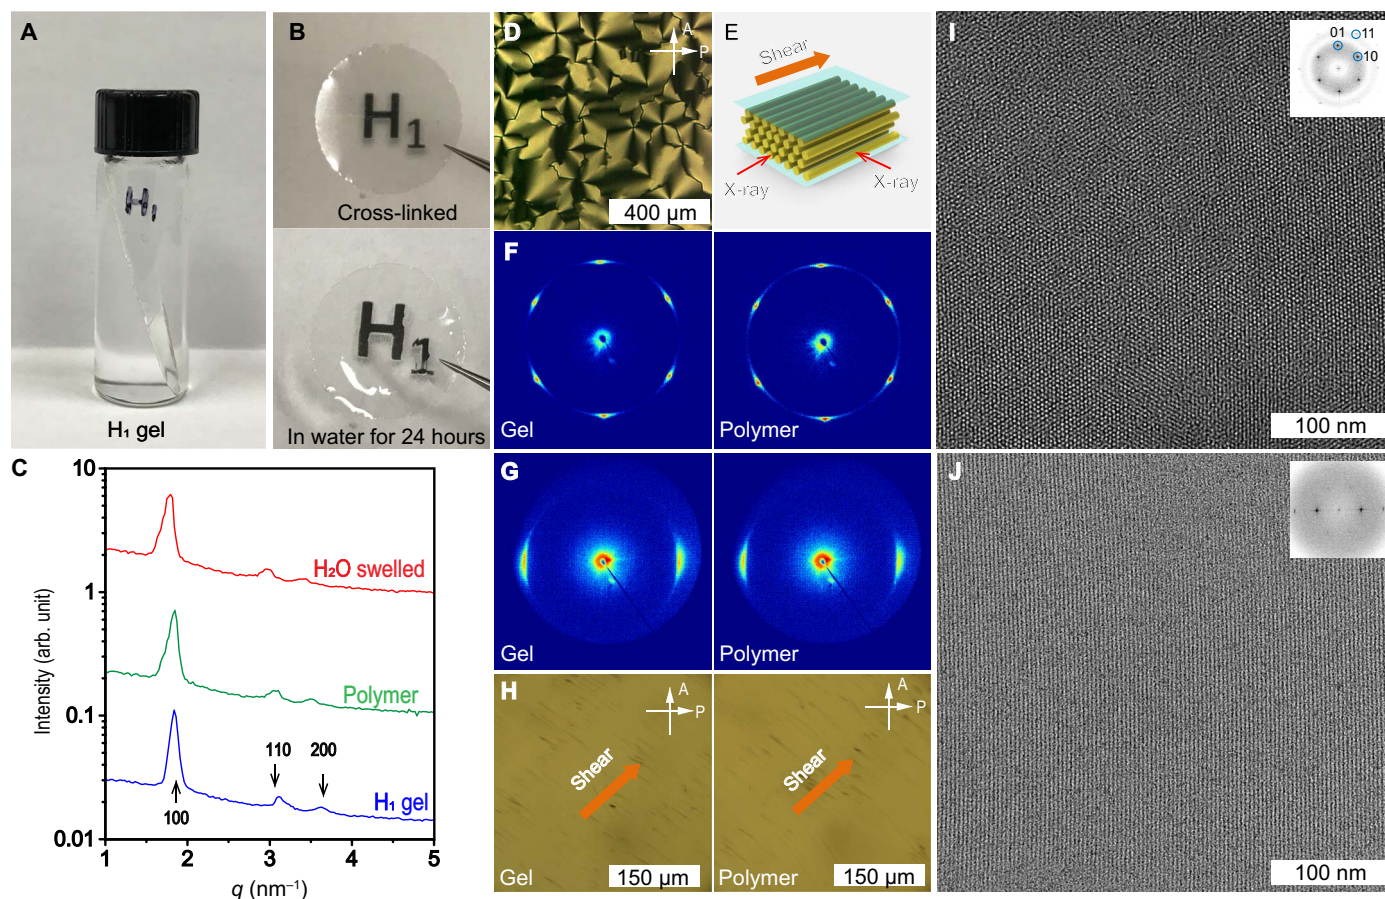 A
H₁
H₁ gel
B
H₁
Cross-linked
H₁
In water for 24 hours
C
10
1
0.1
0.01
Intensity (arb. unit)
H₂O swelled
Polymer
110
200
100
H₁ gel
1
2
3
4
5
q (nm⁻¹)
D
A
P
400 µm
E
Shear
X-ray
X-ray
F
Gel
Polymer
G
Gel
Polymer
H
A
P
Shear
Gel
150 µm
A
P
Shear
Polymer
150 µm
I
01
11
10
100 nm
J
100 nm